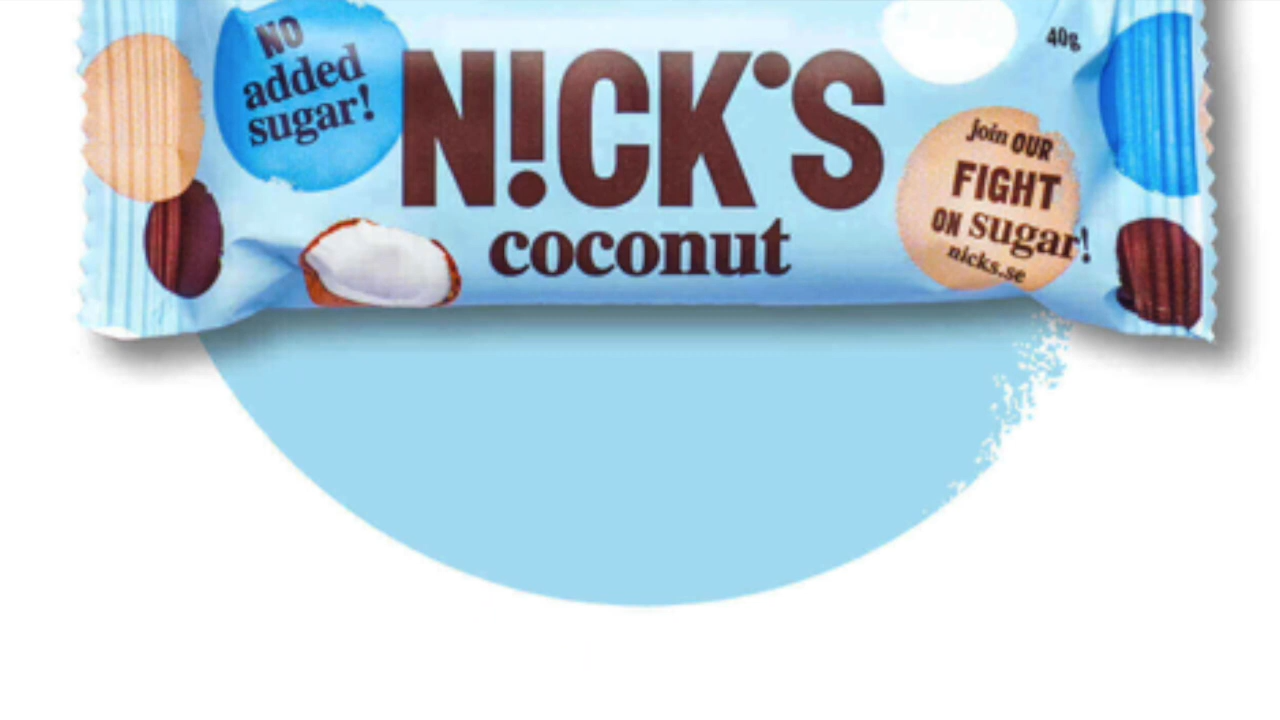 NO
added
sugar!
N!CK'S
coconut
40g
join OUR
FIGHT
ON sugar!
nicks.se